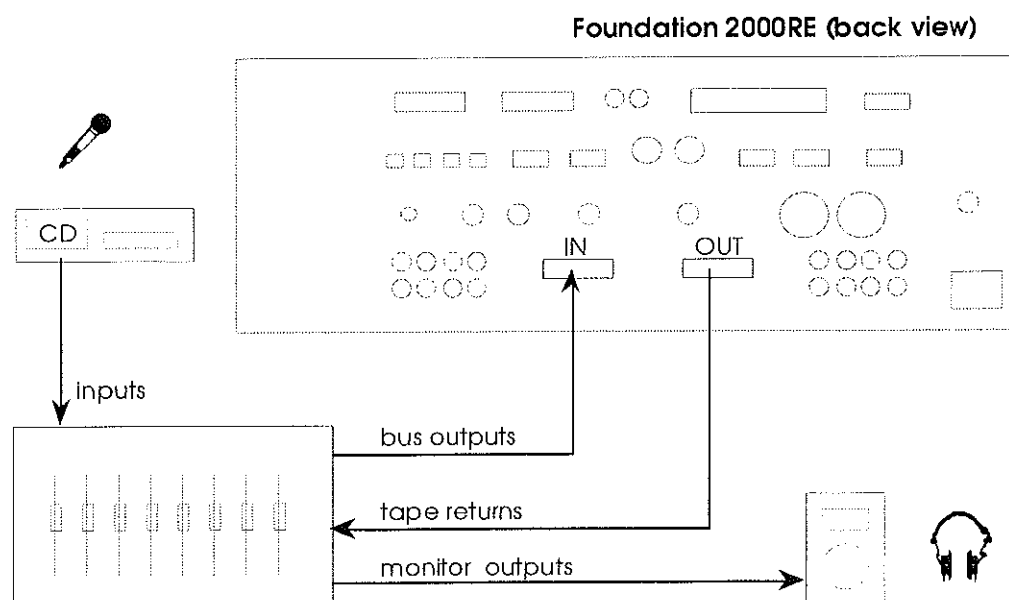 Foundation 2000RE (back view)
CD
IN
OUT
inputs
bus outputs
tape returns
monitor outputs